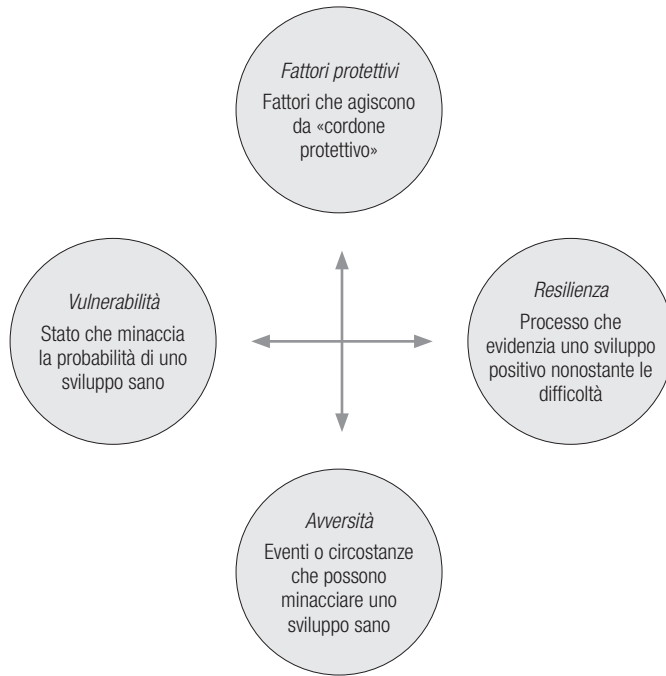 Fattori protettivi
Fattori che agiscono
da «cordone
protettivo»
Vulnerabilità
Stato che minaccia
la probabilità di uno
sviluppo sano
Resilienza
Processo che
evidenzia uno sviluppo
positivo nonostante le
difficoltà
Avversità
Eventi o circostanze
che possono
minacciare uno
sviluppo sano